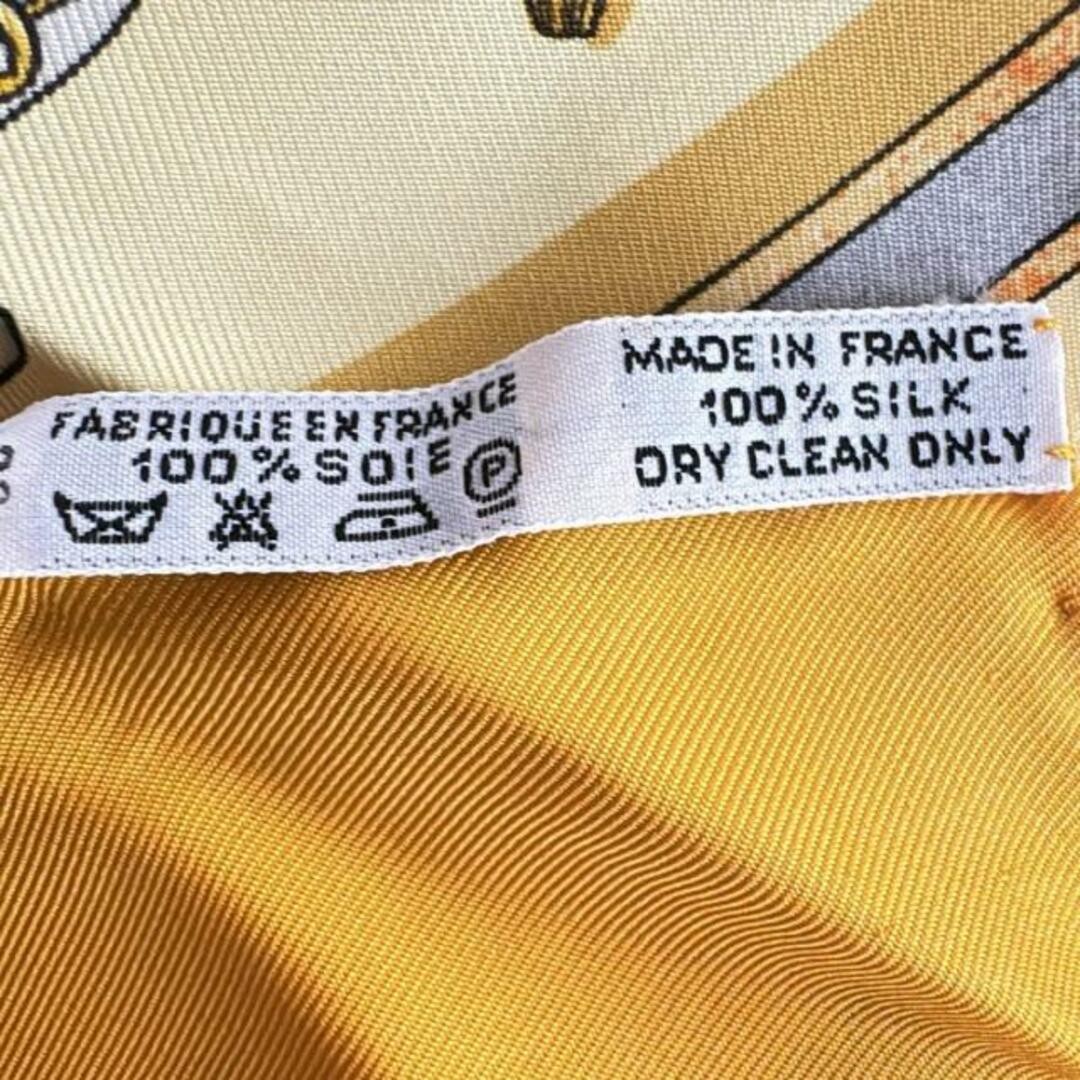 FABRIQUE EN FRANCE
100% SOIE
P
MADE IN FRANCE
100% SILK
DRY CLEAN ONLY